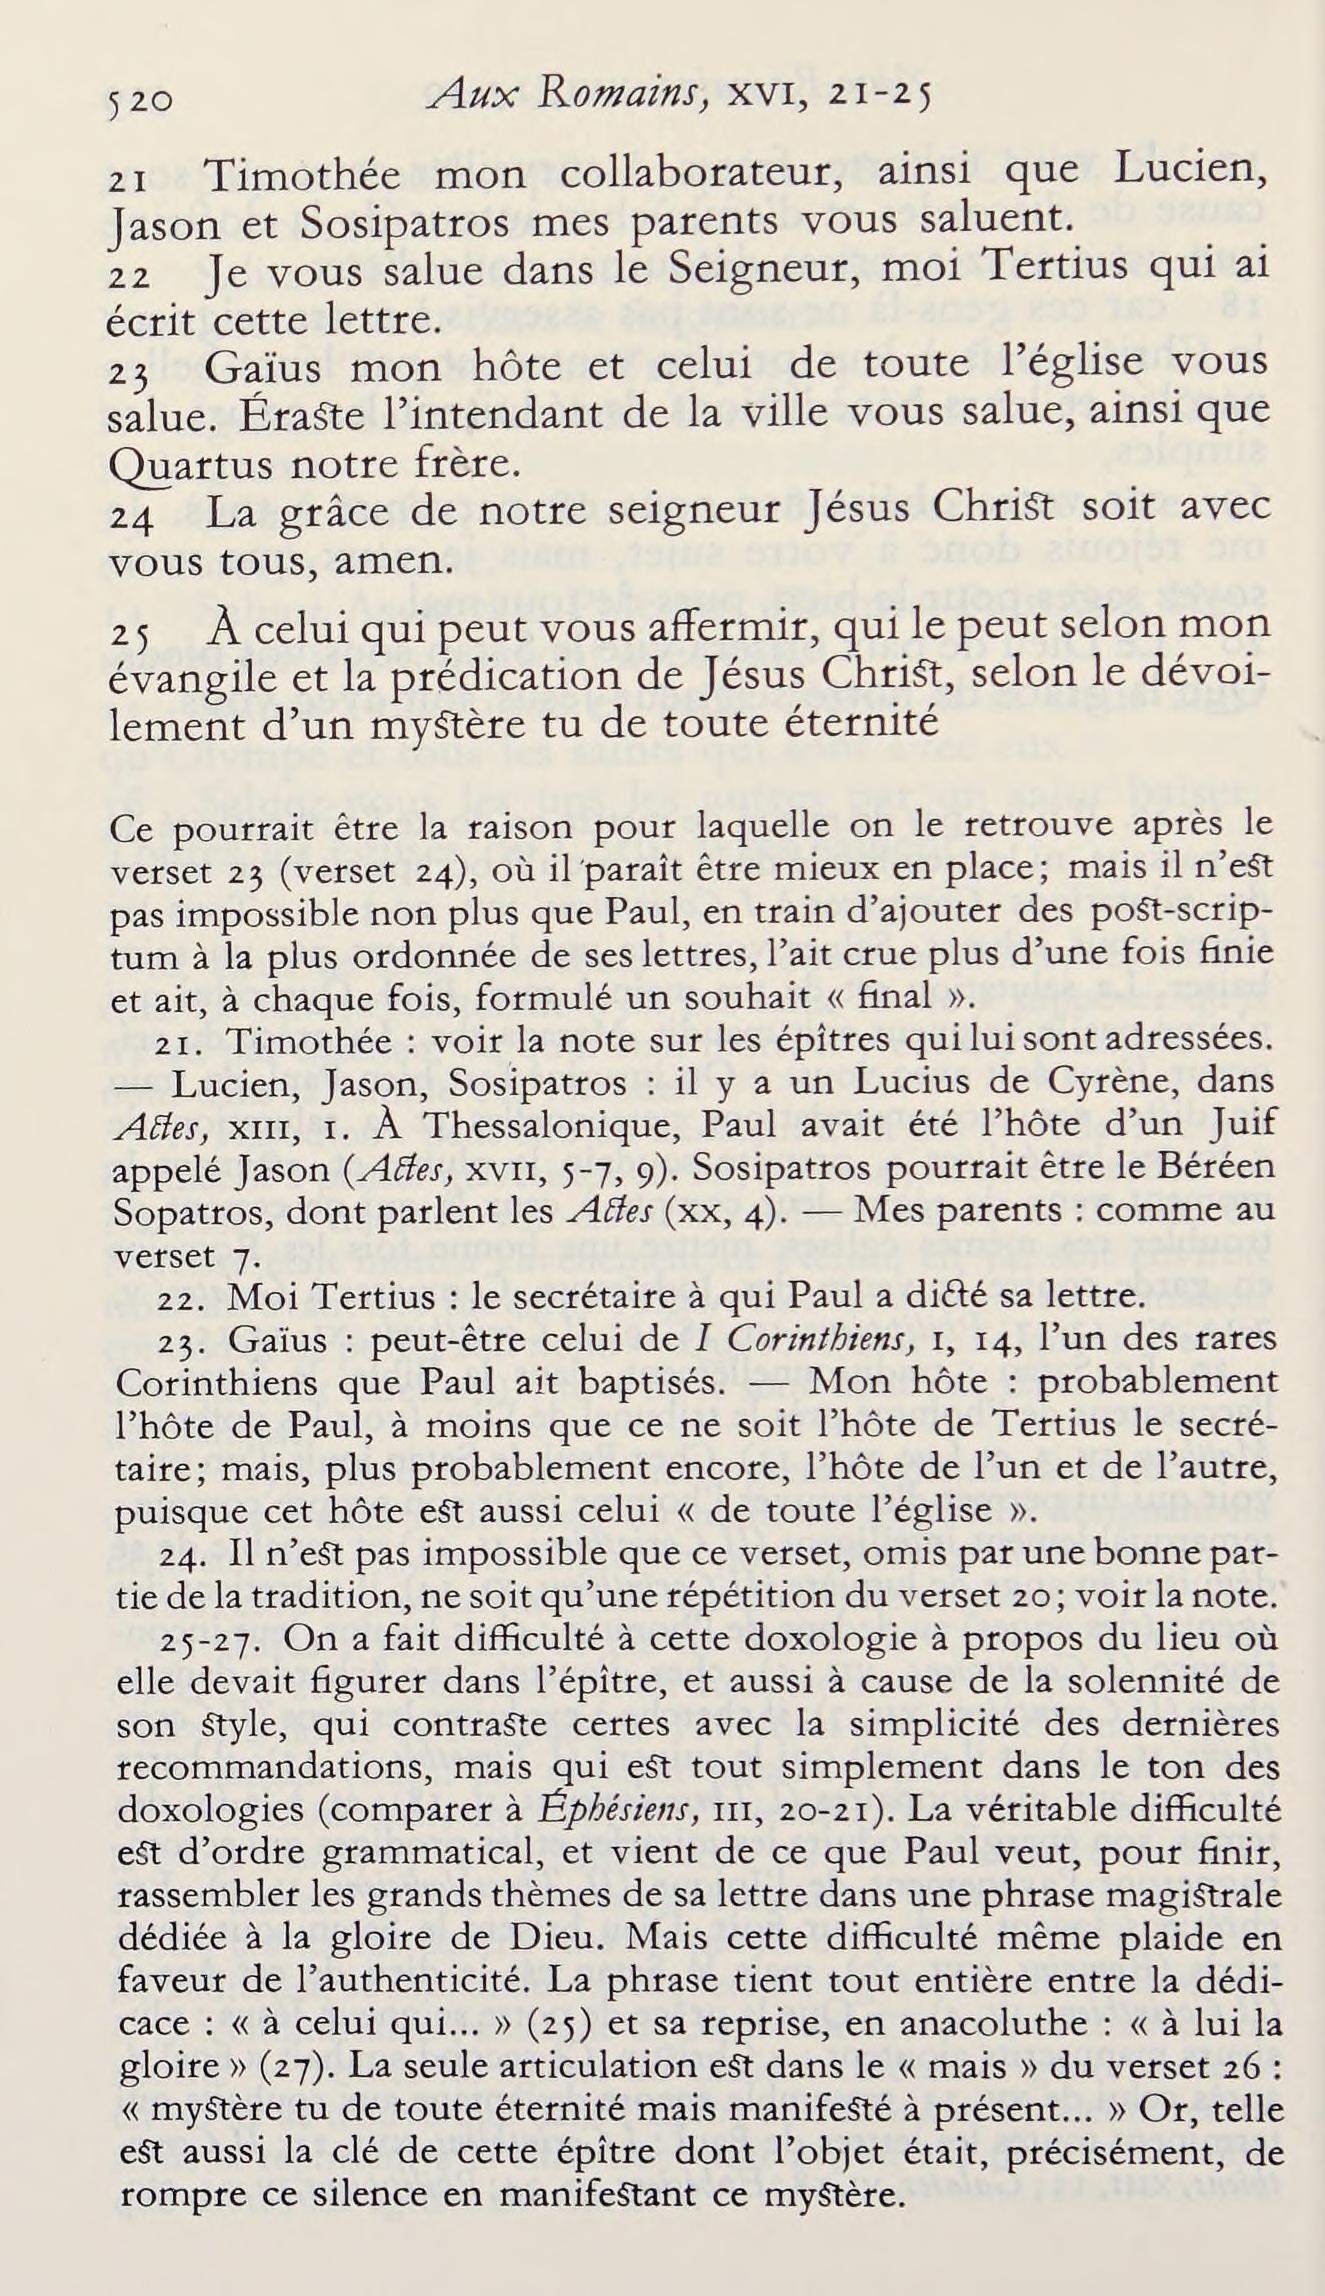 520
Aux Romains, XVI, 21-25
21 Timothée mon collaborateur, ainsi que Lucien,
Jason et Sosipatros mes parents vous saluent.
22 Je vous salue dans le Seigneur, moi Tertius qui ai
écrit cette lettre.
23 Gaïus mon hôte et celui de toute l'église vous
salue. Éraste l'intendant de la ville vous salue, ainsi que
Quartus notre frère.
24 La grâce de notre seigneur Jésus Christ soit avec
vous tous, amen.
25 À celui qui peut vous affermir, qui le peut selon mon
évangile et la prédication de Jésus Christ, selon le dévoi-
lement d'un mystère tu de toute éternité
Ce pourrait être la raison pour laquelle on le retrouve après le
verset 23 (verset 24), où il paraît être mieux en place; mais il n'est
pas impossible non plus que Paul, en train d'ajouter des post-scrip-
tum à la plus ordonnée de ses lettres, l'ait crue plus d'une fois finie
et ait, à chaque fois, formulé un souhait « final ».
21. Timothée : voir la note sur les épîtres qui lui sont adressées.
— Lucien, Jason, Sosipatros : il y a un Lucius de Cyrène, dans
Actes, XIII, 1. À Thessalonique, Paul avait été l'hôte d'un Juif
appelé Jason (Actes, XVII, 5-7, 9). Sosipatros pourrait être le Béréen
Sopatros, dont parlent les Actes (XX, 4). — Mes parents : comme au
verset 7.
22. Moi Tertius : le secrétaire à qui Paul a dicté sa lettre.
23. Gaïus : peut-être celui de I Corinthiens, I, 14, l'un des rares
Corinthiens que Paul ait baptisés. — Mon hôte : probablement
l'hôte de Paul, à moins que ce ne soit l'hôte de Tertius le secré-
taire; mais, plus probablement encore, l'hôte de l'un et de l'autre,
puisque cet hôte est aussi celui « de toute l'église ».
24. Il n'est pas impossible que ce verset, omis par une bonne par-
tie de la tradition, ne soit qu'une répétition du verset 20; voir la note.
25-27. On a fait difficulté à cette doxologie à propos du lieu où
elle devait figurer dans l'épître, et aussi à cause de la solennité de
son style, qui contraste certes avec la simplicité des dernières
recommandations, mais qui est tout simplement dans le ton des
doxologies (comparer à Éphésiens, III, 20-21). La véritable difficulté
est d'ordre grammatical, et vient de ce que Paul veut, pour finir,
rassembler les grands thèmes de sa lettre dans une phrase magistrale
dédiée à la gloire de Dieu. Mais cette difficulté même plaide en
faveur de l'authenticité. La phrase tient tout entière entre la dédi-
cace : « à celui qui... » (25) et sa reprise, en anacoluthe : « à lui la
gloire » (27). La seule articulation est dans le « mais » du verset 26 :
« mystère tu de toute éternité mais manifesté à présent... » Or, telle
est aussi la clé de cette épître dont l'objet était, précisément, de
rompre ce silence en manifestant ce mystère.